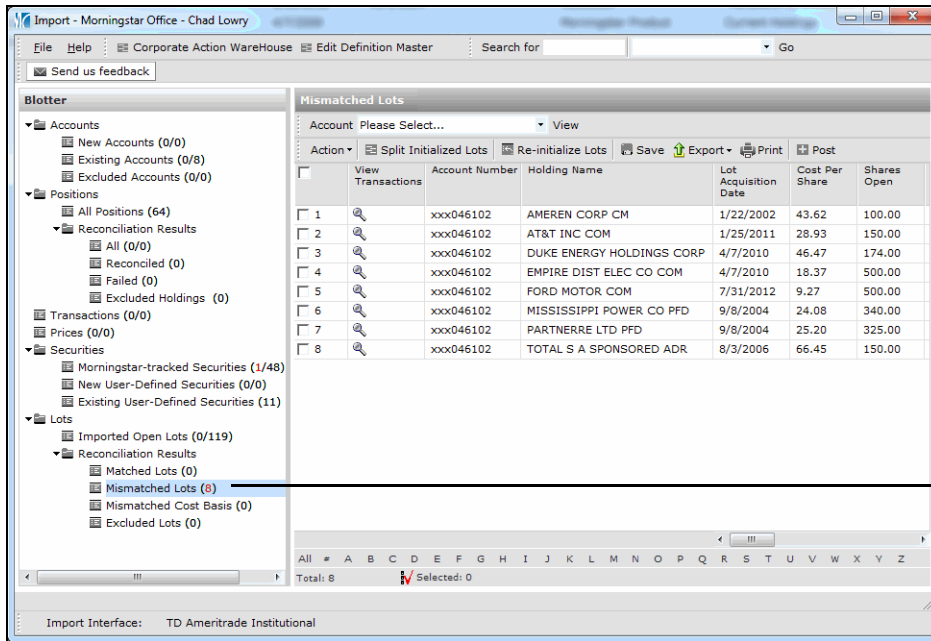 Import - Morningstar Office - Chad Lowry
File Help Corporate Action WareHouse Edit Definition Master Search for Go
Send us feedback
Blotter
Accounts
New Accounts (0/0)
Existing Accounts (0/8)
Excluded Accounts (0/0)
Positions
All Positions (64)
Reconciliation Results
All (0/0)
Reconciled (0)
Failed (0)
Excluded Holdings (0)
Transactions (0/0)
Prices (0/0)
Securities
Morningstar-tracked Securities (1/48)
New User-Defined Securities (0/0)
Existing User-Defined Securities (11)
Lots
Imported Open Lots (0/119)
Reconciliation Results
Matched Lots (0)
Mismatched Lots (8)
Mismatched Cost Basis (0)
Excluded Lots (0)
Mismatched Lots
Account Please Select... View
Action Split Initialized Lots Re-initialize Lots Save Export Print Post
View Transactions Account Number Holding Name Lot Acquisition Date Cost Per Share Shares Open
1 xxx046102 AMEREN CORP CM 1/22/2002 43.62 100.00
2 xxx046102 AT&T INC COM 1/25/2011 28.93 150.00
3 xxx046102 DUKE ENERGY HOLDINGS CORP 4/7/2010 46.47 174.00
4 xxx046102 EMPIRE DIST ELEC CO COM 4/7/2010 18.37 500.00
5 xxx046102 FORD MOTOR COM 7/31/2012 9.27 500.00
6 xxx046102 MISSISSIPPI POWER CO PFD 9/8/2004 24.08 340.00
7 xxx046102 PARTNERRE LTD PFD 9/8/2004 25.20 325.00
8 xxx046102 TOTAL S A SPONSORED ADR 8/3/2006 66.45 150.00
All # A B C D E F G H I J K L M N O P Q R S T U V W X Y Z
Total: 8 Selected: 0
Import Interface: TD Ameritrade Institutional